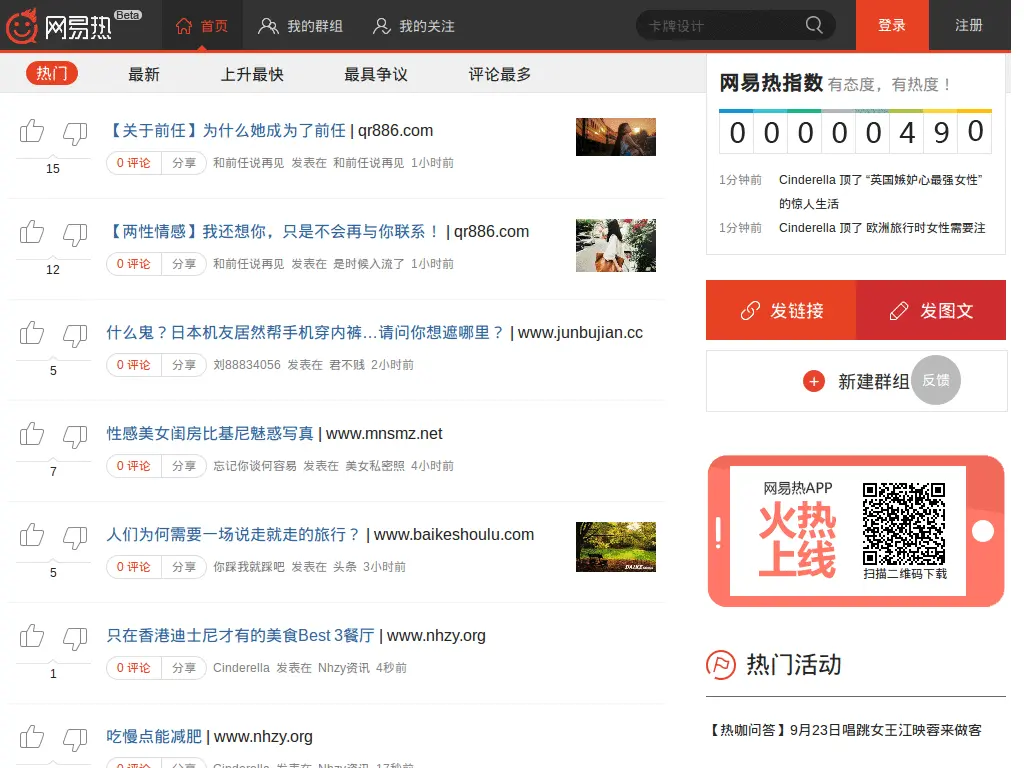 网易热 Beta
首页 我的群组 我的关注
卡牌设计
登录 注册
热门 最新 上升最快 最具争议 评论最多
【关于前任】为什么她成为了前任 | qr886.com
15
0 评论 分享 和前任说再见 发表在 和前任说再见 1小时前
【两性情感】我还想你，只是不会再与你联系！ | qr886.com
12
0 评论 分享 和前任说再见 发表在 是时候入流了 1小时前
什么鬼？日本机友居然帮手机穿内裤…请问你想遮哪里？ | www.junbujian.cc
5
0 评论 分享 刘88834056 发表在 君不贱 2小时前
性感美女闺房比基尼魅惑写真 | www.mnsmz.net
7
0 评论 分享 忘记你谈何容易 发表在 美女私密照 4小时前
人们为何需要一场说走就走的旅行？ | www.baikeshoulu.com
5
0 评论 分享 你踩我就踩吧 发表在 头条 3小时前
只在香港迪士尼才有的美食Best 3餐厅 | www.nhzy.org
1
0 评论 分享 Cinderella 发表在 Nhzy资讯 4秒前
吃慢点能减肥 | www.nhzy.org
0 评论 分享 Cinderella 发表在 Nhzy资讯 17秒前
网易热指数 有态度，有热度！
0 0 0 0 0 4 9 0
1分钟前 Cinderella 顶了 “英国嫉妒心最强女性”
的惊人生活
1分钟前 Cinderella 顶了 欧洲旅行时女性需要注
发链接 发图文
新建群组
反馈
网易热APP
火热
上线
扫描二维码下载
热门活动
【热咖问答】9月23日唱跳女王江映蓉来做客